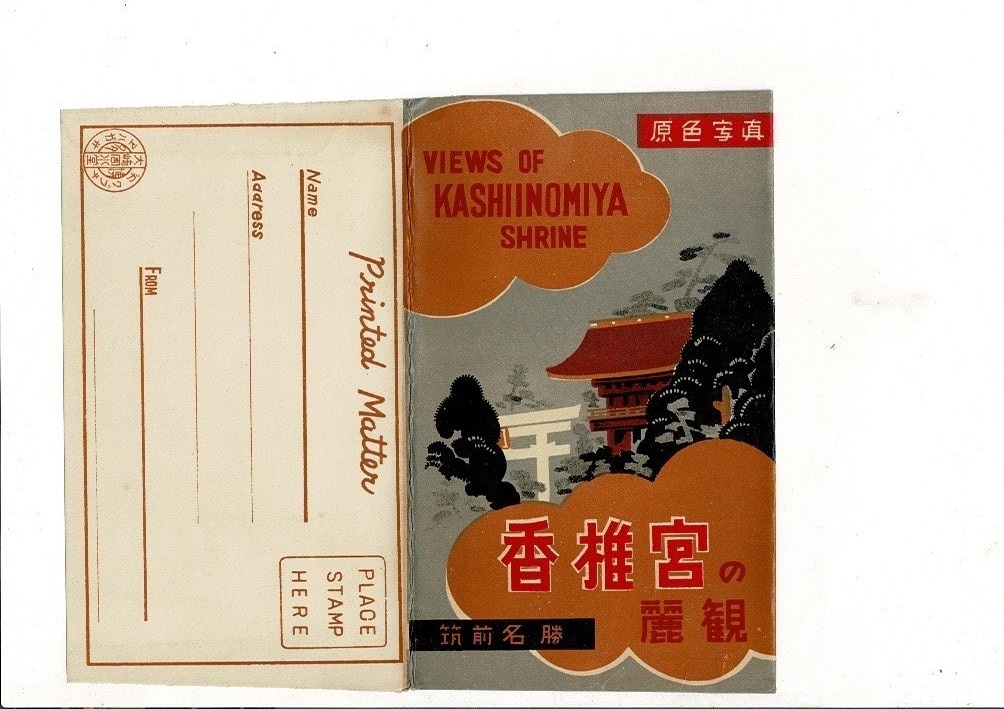 原色写真
VIEWS OF
KASHIINOMIYA
SHRINE
香椎宮の
麗観
筑前名勝
Printed Matter
Name
Address
FROM
PLACE
STAMP
HERE